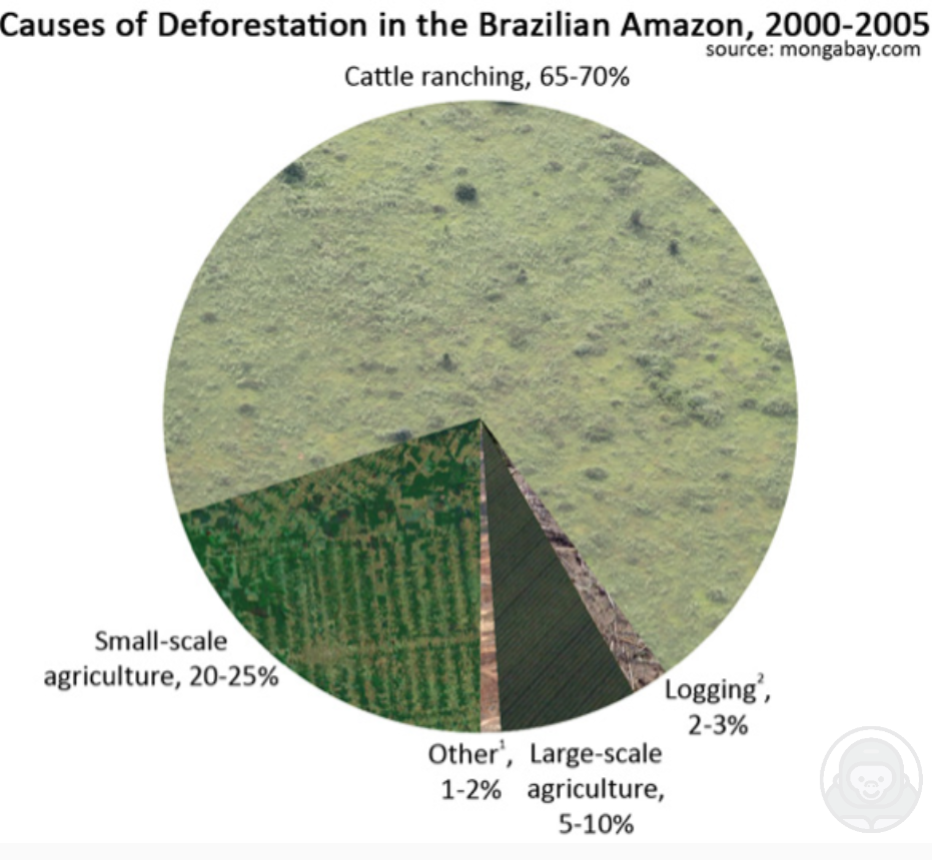 Causes of Deforestation in the Brazilian Amazon, 2000-2005
source: mongabay.com
Cattle ranching, 65-70%
Small-scale
agriculture, 20-25%
Other¹,
1-2%
Large-scale
agriculture,
5-10%
Logging²,
2-3%